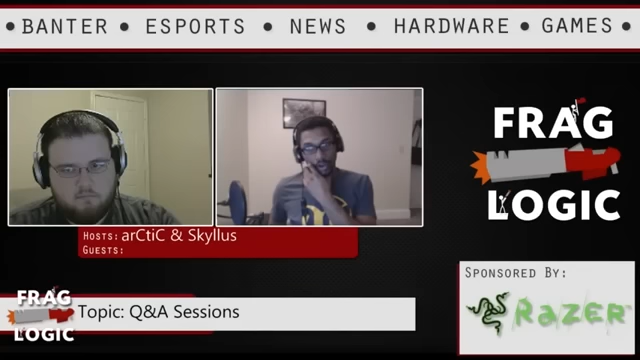 • BANTER • ESPORTS • NEWS • HARDWARE • GAMES •
FRAG
LOGIC
HOSTS: arCtiC & Skyllus
GUESTS:
SPONSORED BY:
RAZER
FRAG
LOGIC
Topic: Q&A Sessions